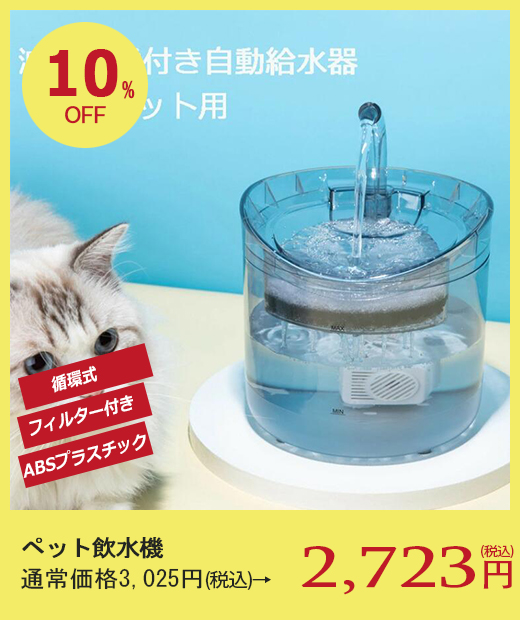 10%
OFF
付き自動給水器
ット用
MAX
MIN
循環式
フィルター付き
ABSプラスチック
ペット飲水機
通常価格3,025円(税込)→
2,723円(税込)